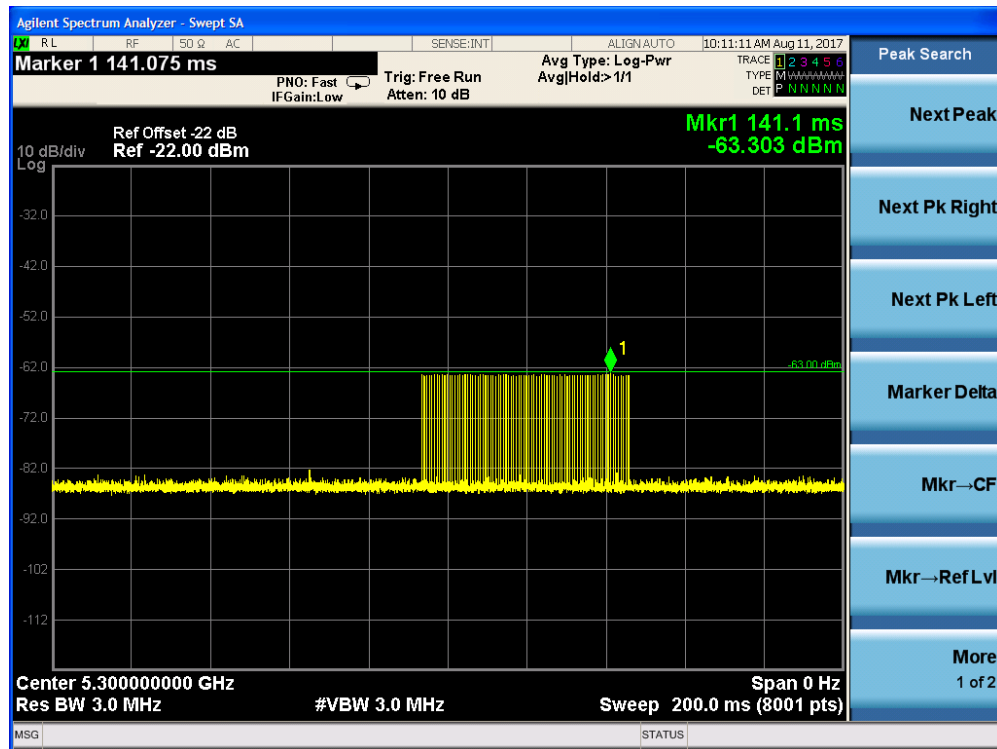 Agilent Spectrum Analyzer - Swept SA
LXI RL RF 50 Ω AC SENSE:INT ALIGN AUTO 10:11:11 AM Aug 11, 2017
Marker 1 141.075 ms
PNO: Fast
IFGain:Low
Trig: Free Run
Atten: 10 dB
Avg Type: Log-Pwr
Avg|Hold:>1/1
TRACE 1 2 3 4 5 6
TYPE M WWWWW
DET P N N N N N
Ref Offset -22 dB
10 dB/div Ref -22.00 dBm
Log
Mkr1 141.1 ms
-63.303 dBm
-32.0
-42.0
-52.0
1
-62.0
-63.00 dBm
-72.0
-82.0
-92.0
-102
-112
Center 5.300000000 GHz Span 0 Hz
Res BW 3.0 MHz #VBW 3.0 MHz Sweep 200.0 ms (8001 pts)
MSG STATUS
Peak Search
Next Peak
Next Pk Right
Next Pk Left
Marker Delta
Mkr→CF
Mkr→Ref Lvl
More
1 of 2